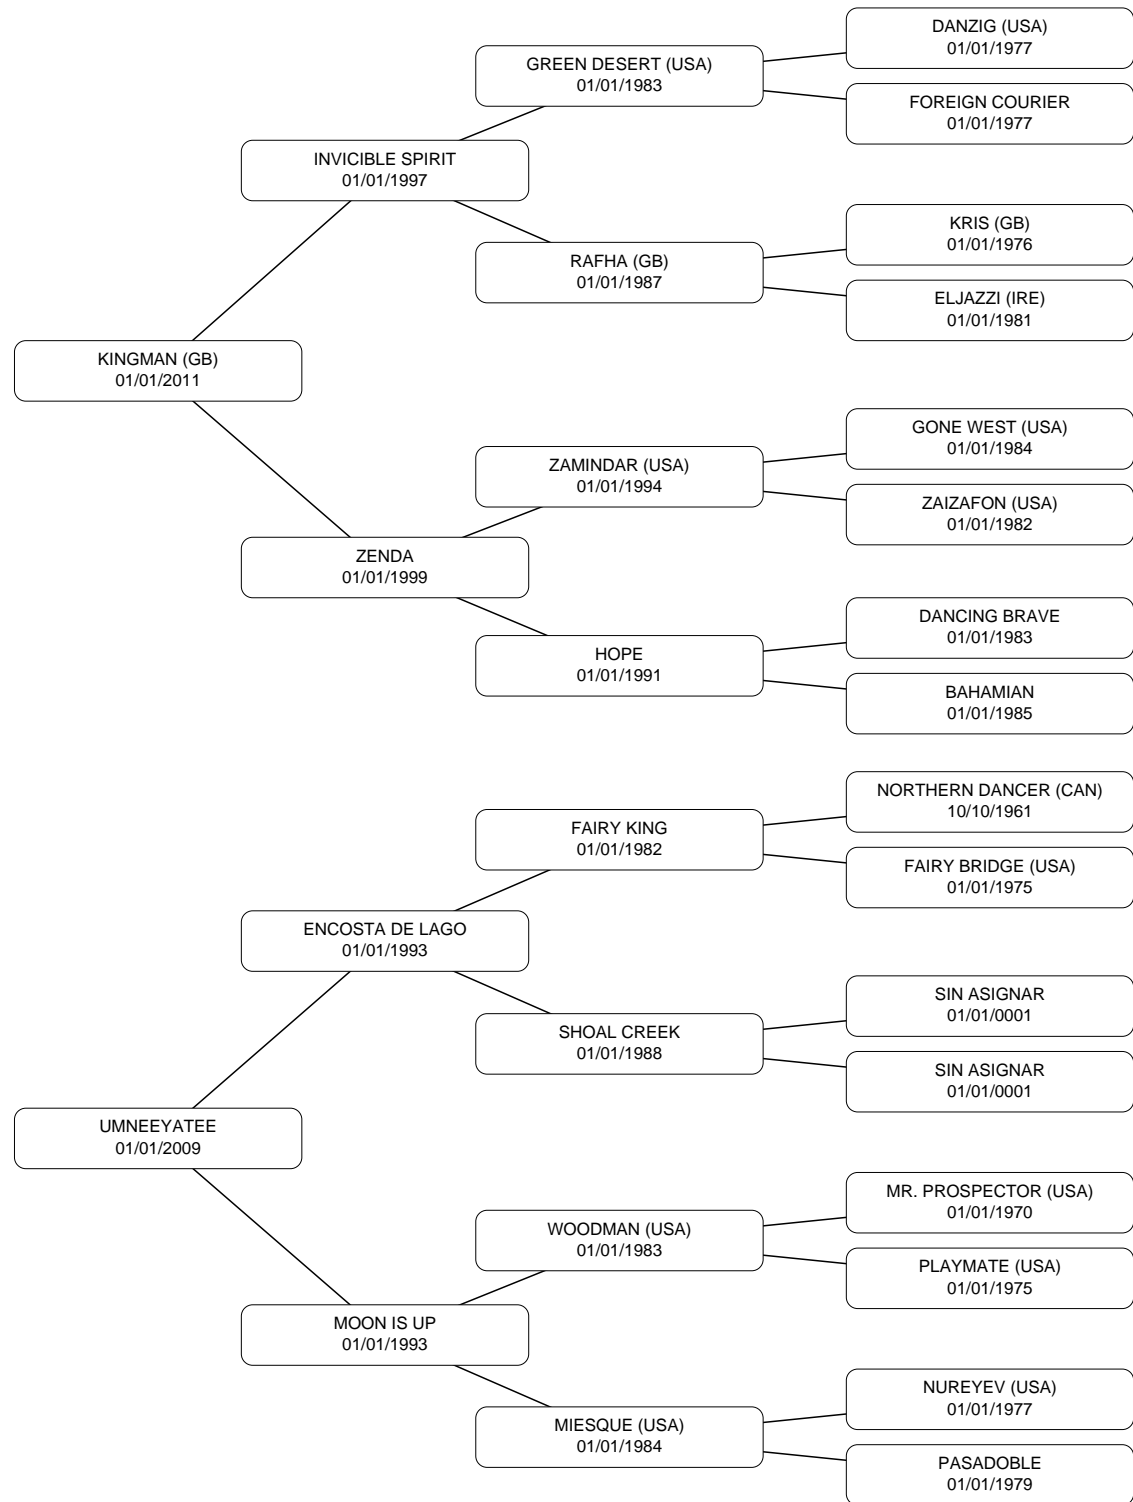 DANZIG (USA)
01/01/1977
GREEN DESERT (USA)
01/01/1983
FOREIGN COURIER
01/01/1977
INVICIBLE SPIRIT
01/01/1997
KRIS (GB)
01/01/1976
RAFHA (GB)
01/01/1987
ELJAZZI (IRE)
01/01/1981
KINGMAN (GB)
01/01/2011
GONE WEST (USA)
01/01/1984
ZAMINDAR (USA)
01/01/1994
ZAIZAFON (USA)
01/01/1982
ZENDA
01/01/1999
DANCING BRAVE
01/01/1983
HOPE
01/01/1991
BAHAMIAN
01/01/1985
NORTHERN DANCER (CAN)
10/10/1961
FAIRY KING
01/01/1982
FAIRY BRIDGE (USA)
01/01/1975
ENCOSTA DE LAGO
01/01/1993
SIN ASIGNAR
01/01/0001
SHOAL CREEK
01/01/1988
SIN ASIGNAR
01/01/0001
UMNEEYATEE
01/01/2009
MR. PROSPECTOR (USA)
01/01/1970
WOODMAN (USA)
01/01/1983
PLAYMATE (USA)
01/01/1975
MOON IS UP
01/01/1993
NUREYEV (USA)
01/01/1977
MIESQUE (USA)
01/01/1984
PASADOBLE
01/01/1979